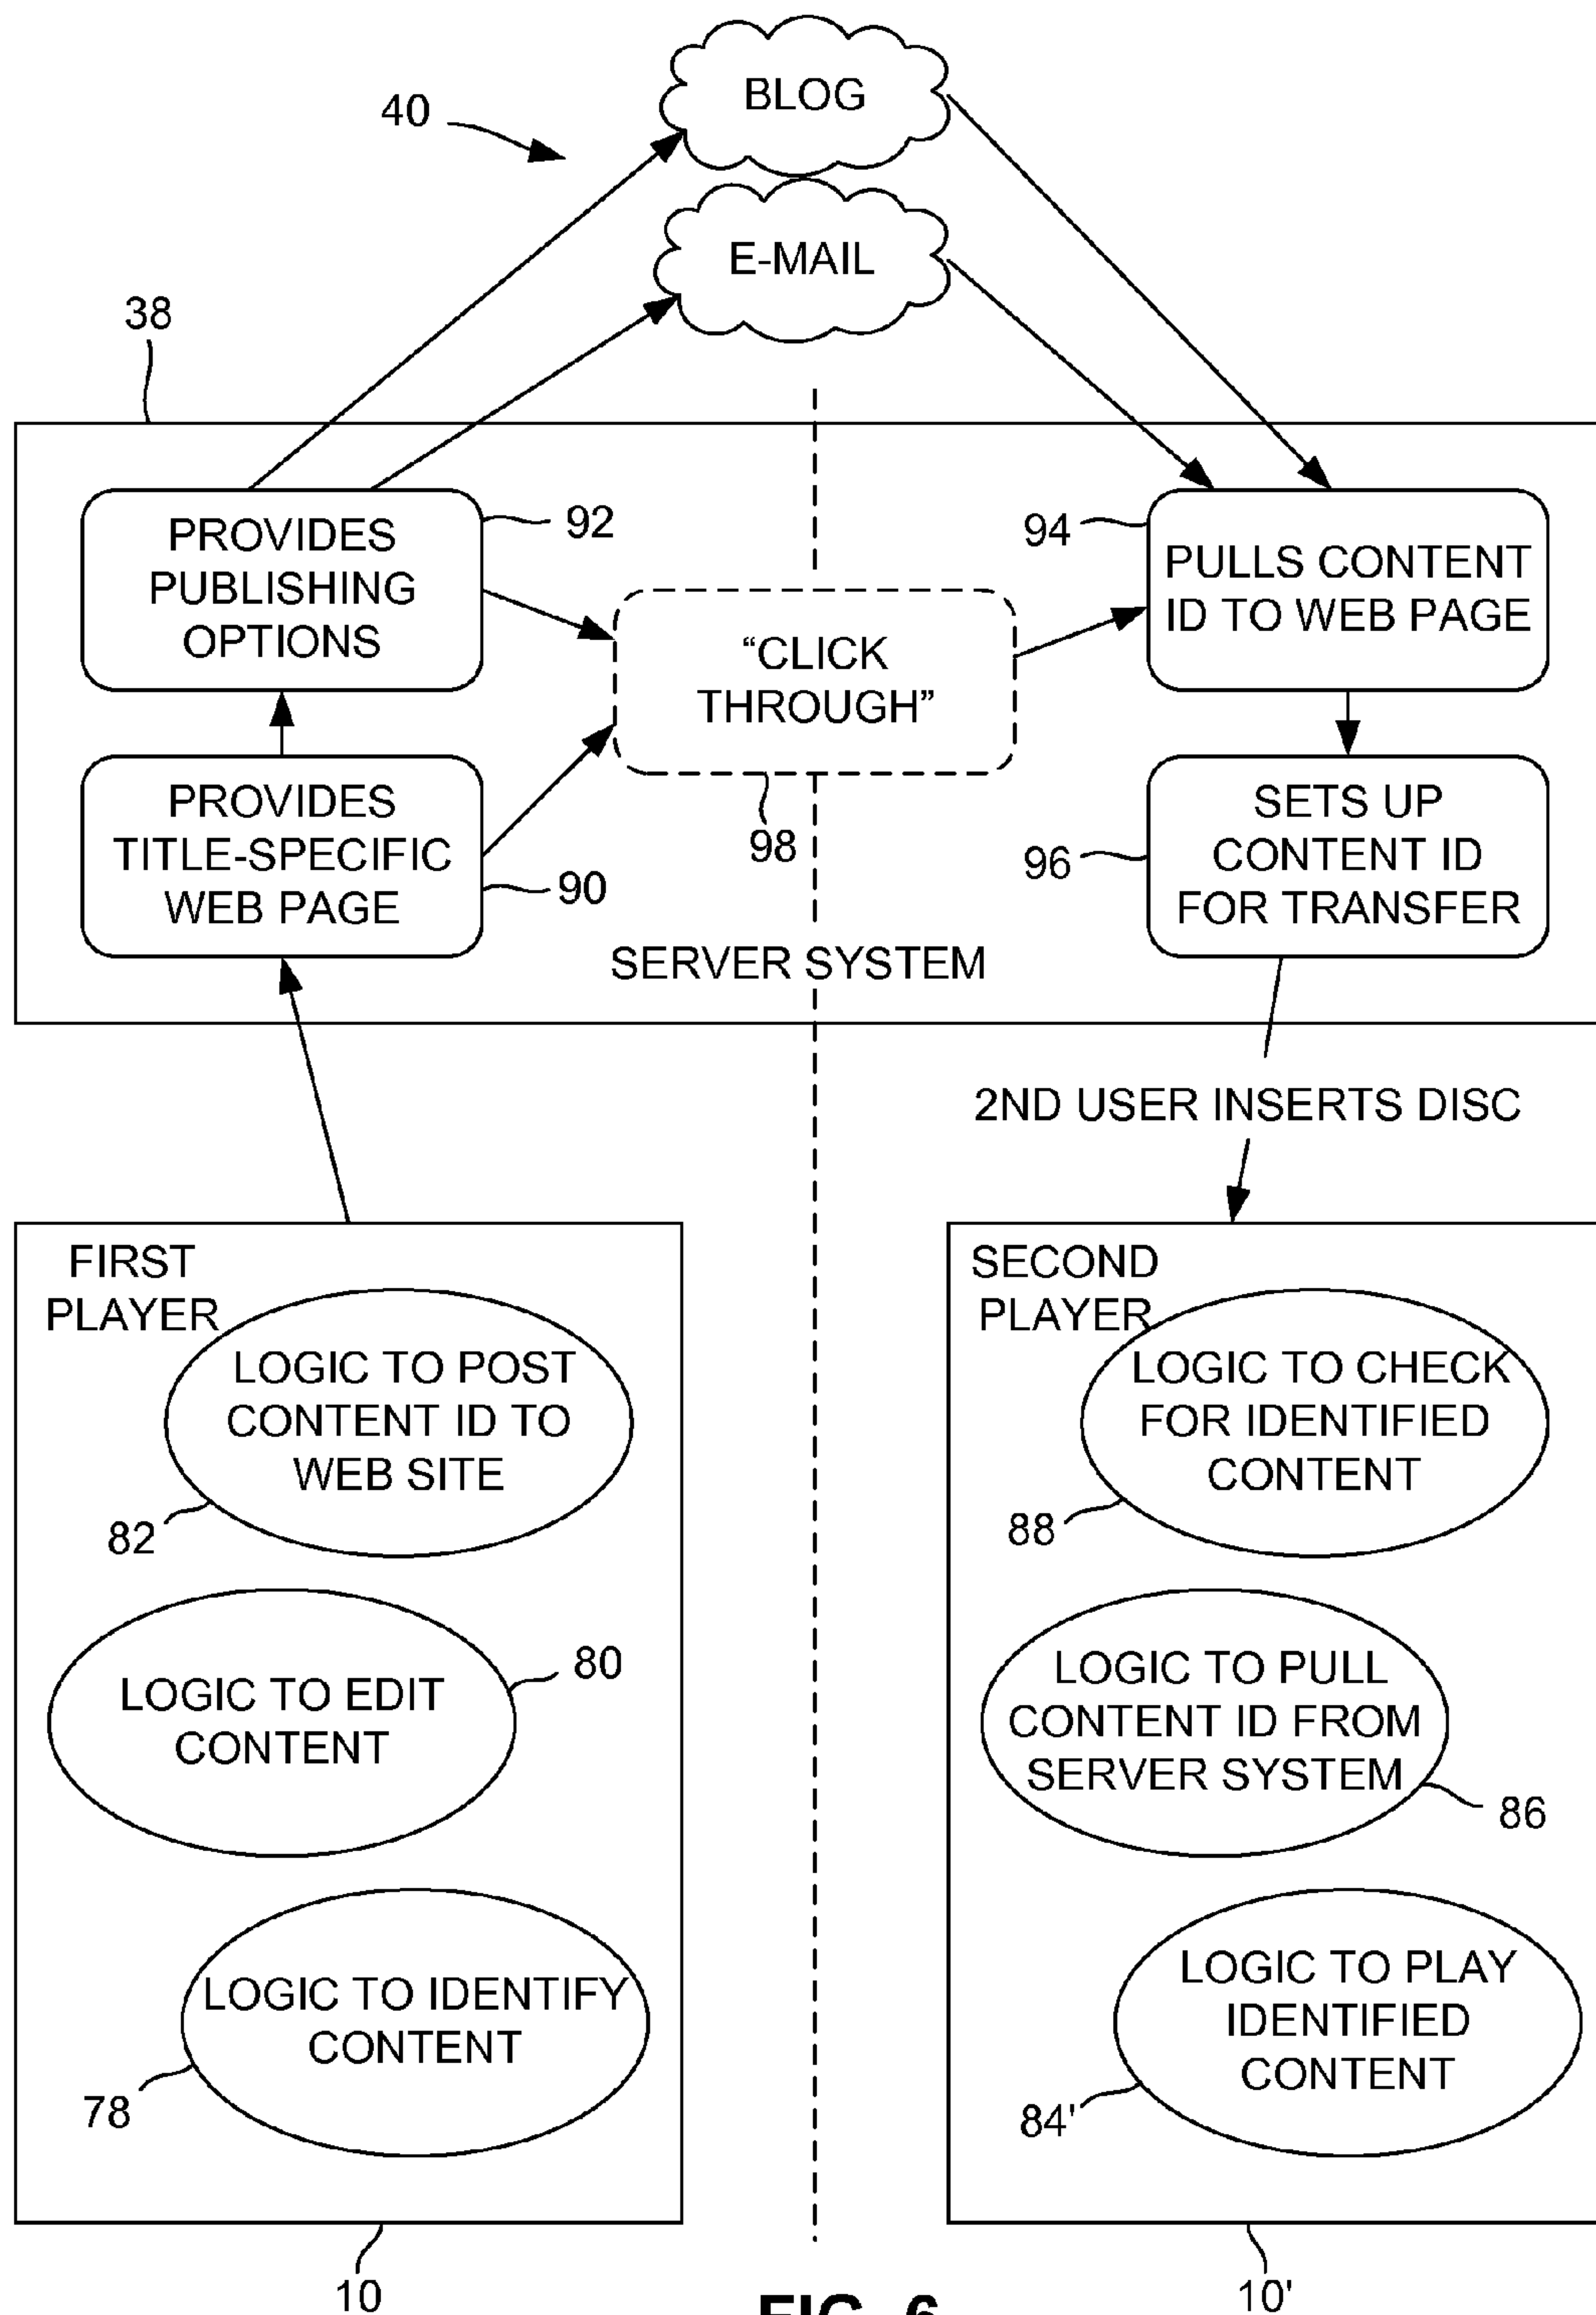 BLOG
40
E-MAIL
38
PROVIDES
PUBLISHING
OPTIONS
92
94
PULLS CONTENT
ID TO WEB PAGE
“CLICK
THROUGH”
98
PROVIDES
TITLE-SPECIFIC
WEB PAGE
90
96
SETS UP
CONTENT ID
FOR TRANSFER
SERVER SYSTEM
2ND USER INSERTS DISC
FIRST
PLAYER
LOGIC TO POST
CONTENT ID TO
WEB SITE
82
80
LOGIC TO EDIT
CONTENT
LOGIC TO IDENTIFY
CONTENT
78
10
SECOND
PLAYER
LOGIC TO CHECK
FOR IDENTIFIED
CONTENT
88
LOGIC TO PULL
CONTENT ID FROM
SERVER SYSTEM
86
LOGIC TO PLAY
IDENTIFIED
CONTENT
84'
10'
FIG. 6